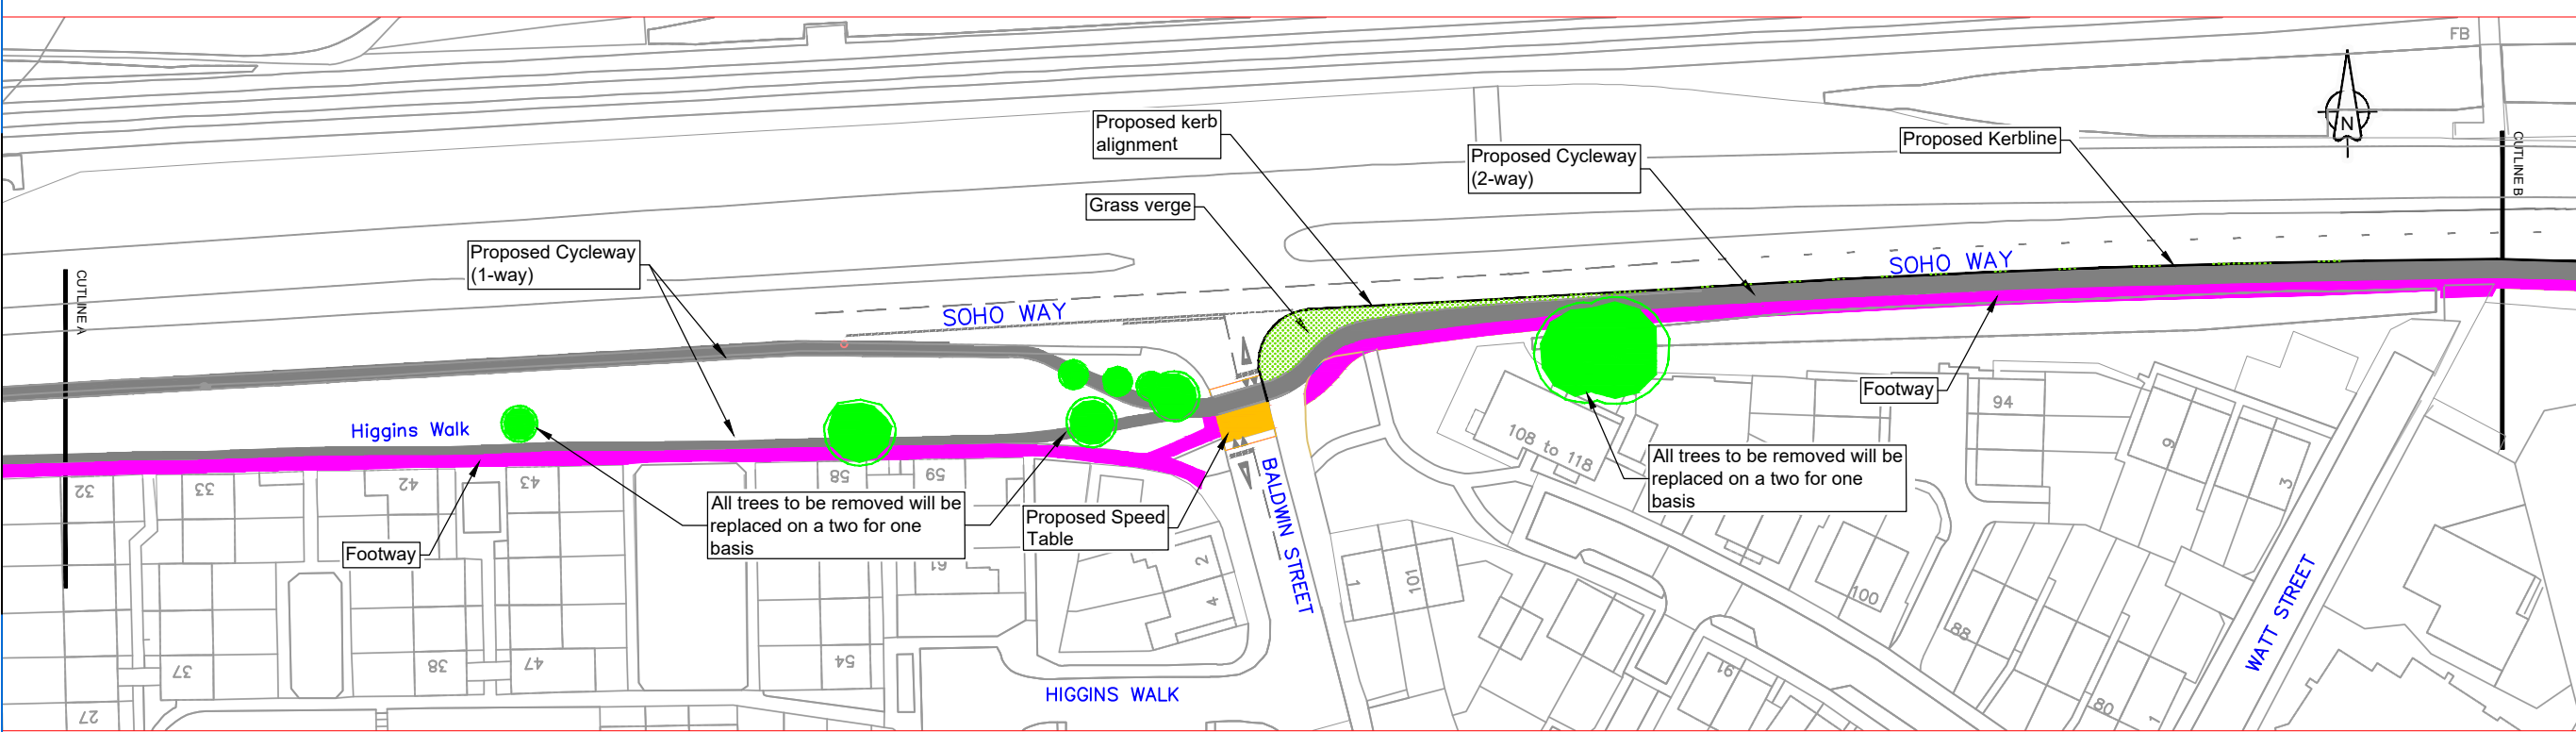 FB
N
CUTLINE B
Proposed kerb
alignment
Proposed Kerbline
Proposed Cycleway
(2-way)
Grass verge
Proposed Cycleway
(1-way)
CUTLINE A
SOHO WAY
SOHO WAY
Higgins Walk
Footway
94
108 to 118
All trees to be removed will be
replaced on a two for one
basis
9
3
32
33
42
43
58
59
All trees to be removed will be
replaced on a two for one
basis
Proposed Speed
Table
Footway
BALDWIN STREET
61
2
4
1
101
100
88
WATT STREET
37
38
47
54
91
27
HIGGINS WALK
80
1